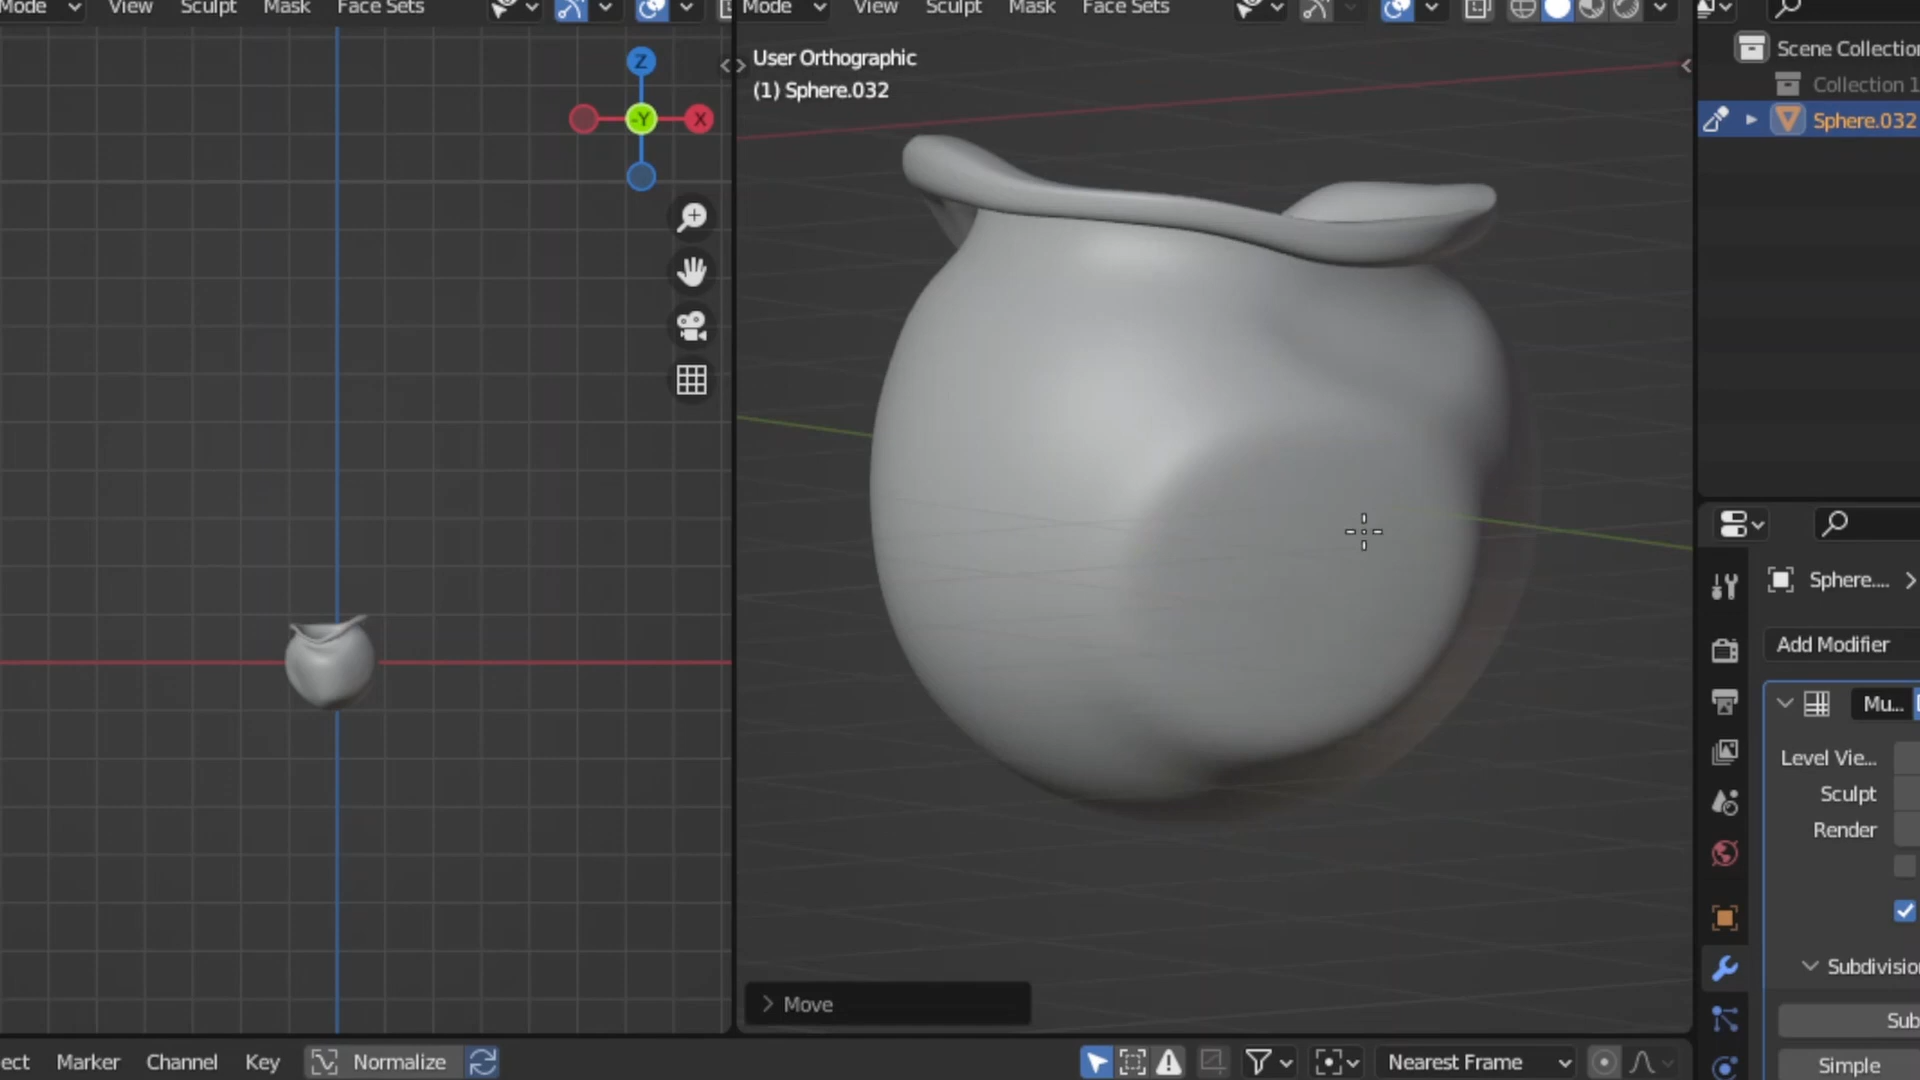 Mode View Sculpt Mask Face Sets
Mode View Sculpt Mask Face Sets
Z
-Y
X
User Orthographic
(1) Sphere.032
Scene Collection
Collection 1
Sphere.032
Sphere....
Add Modifier
Mu...
Level Vie...
Sculpt
Render
Subdivisio
Sub
Simple
Move
ect Marker Channel Key Normalize
Nearest Frame